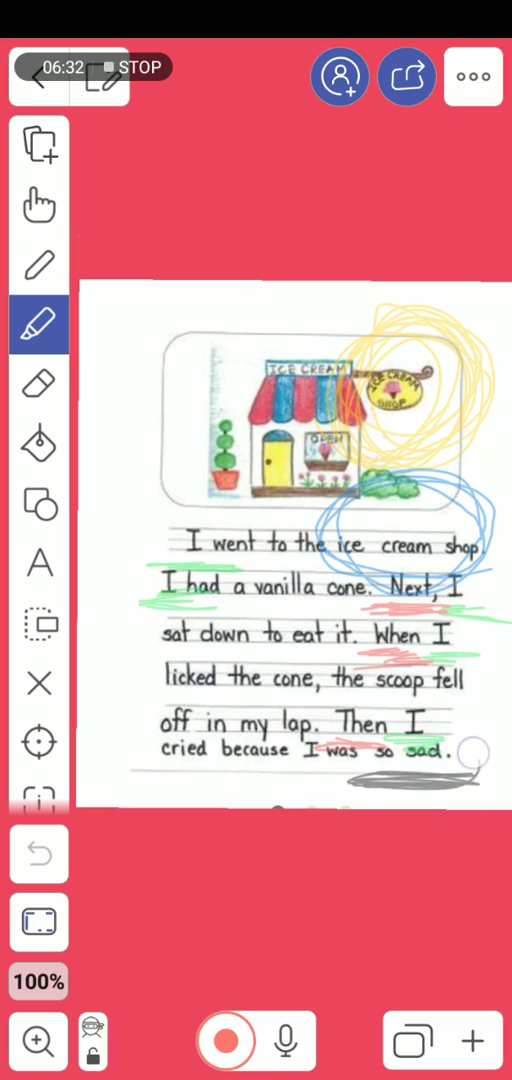 06:32 STOP
ICE CREAM
ICE CREAM
SHOP
OPEN
I went to the ice cream shop.
I had a vanilla cone. Next, I
sat down to eat it. When I
licked the cone, the scoop fell
off in my lap. Then I
cried because I was so sad.
A
100%